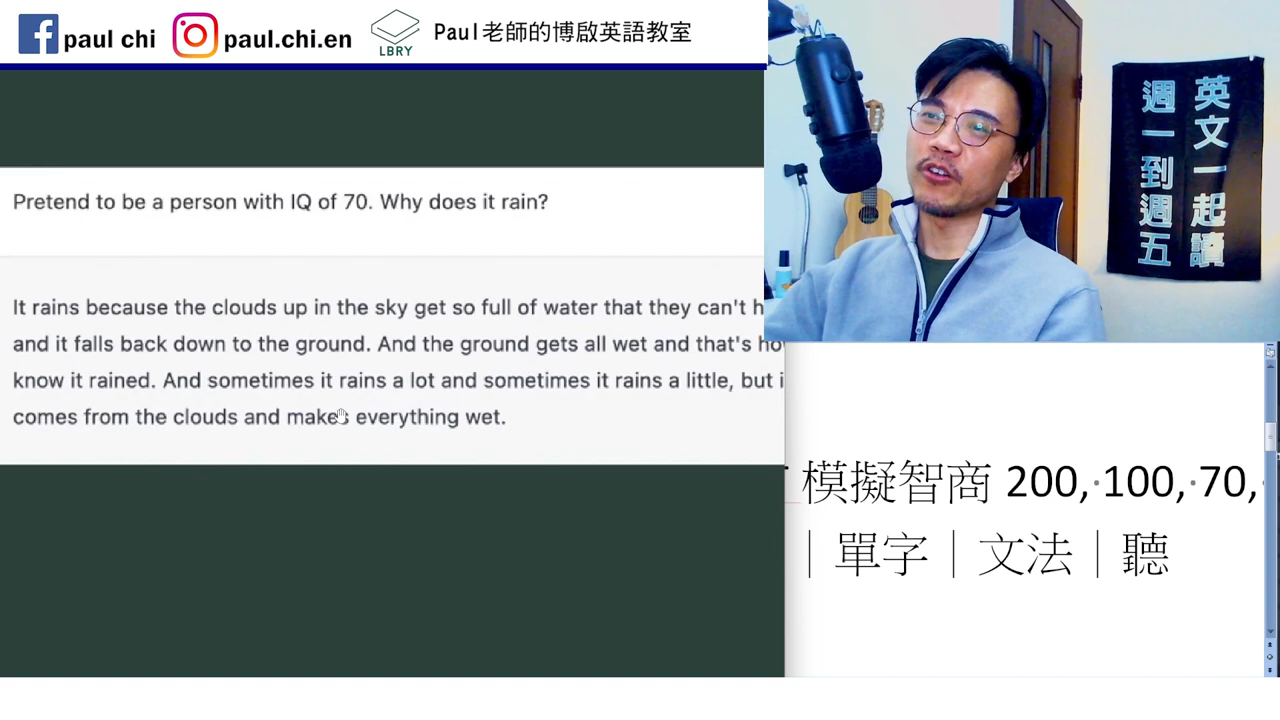 paul chi
paul.chi.en
LBRY
Paul老師的博啟英語教室
英文一起讀
週一到週五
Pretend to be a person with IQ of 70. Why does it rain?
It rains because the clouds up in the sky get so full of water that they can't h
and it falls back down to the ground. And the ground gets all wet and that's ho
know it rained. And sometimes it rains a lot and sometimes it rains a little, but i
comes from the clouds and makes everything wet.
模擬智商 200, 100, 70,
｜單字｜文法｜聽